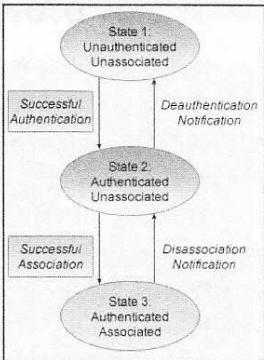 State 1:
Unauthenticated
Unassociated
Successful
Authentication
Deauthentication
Notification
State 2:
Authenticated
Unassociated
Successful
Association
Disassociation
Notification
State 3:
Authenticated
Associated